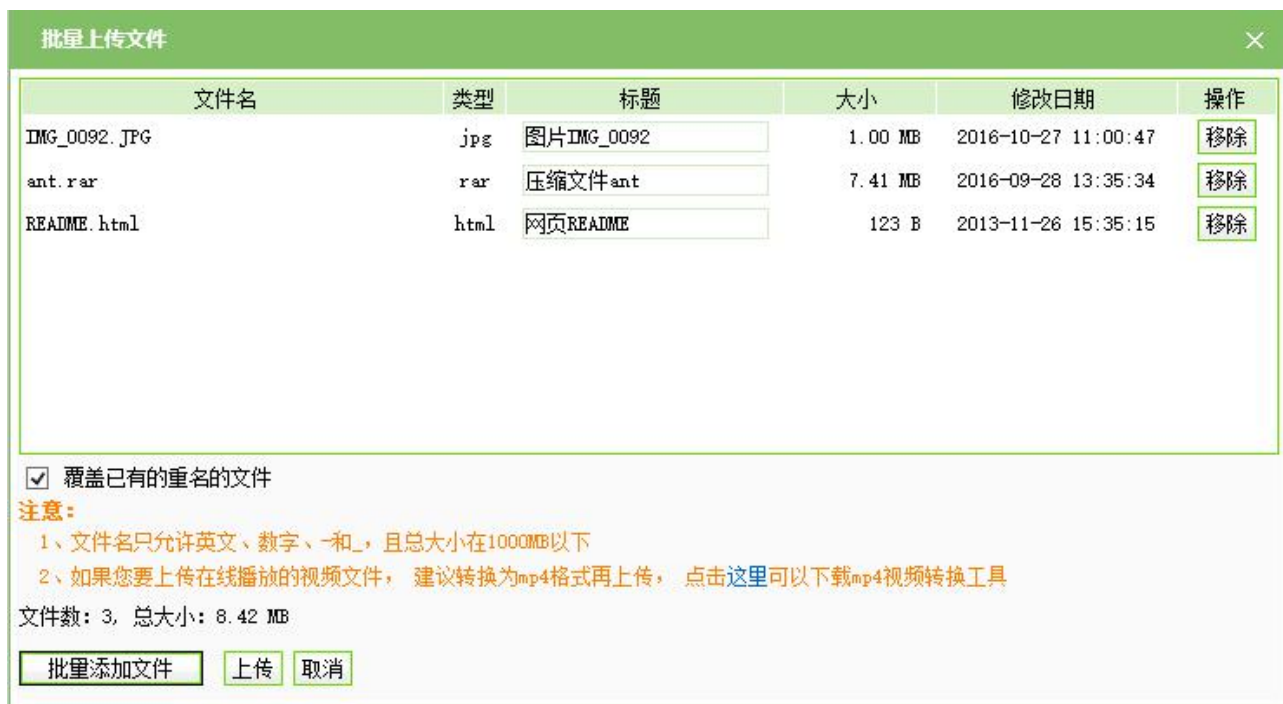 批量上传文件
文件名 类型 标题 大小 修改日期 操作
IMG_0092.JPG jpg 图片IMG_0092 1.00 MB 2016-10-27 11:00:47 移除
ant.rar rar 压缩文件ant 7.41 MB 2016-09-28 13:35:34 移除
README.html html 网页README 123 B 2013-11-26 15:35:15 移除
覆盖已有的重名的文件
注意：
1、文件名只允许英文、数字、-和_，且总大小在1000MB以下
2、如果您要上传在线播放的视频文件， 建议转换为mp4格式再上传， 点击这里可以下载mp4视频转换工具
文件数：3, 总大小：8.42 MB
批里添加文件 上传 取消